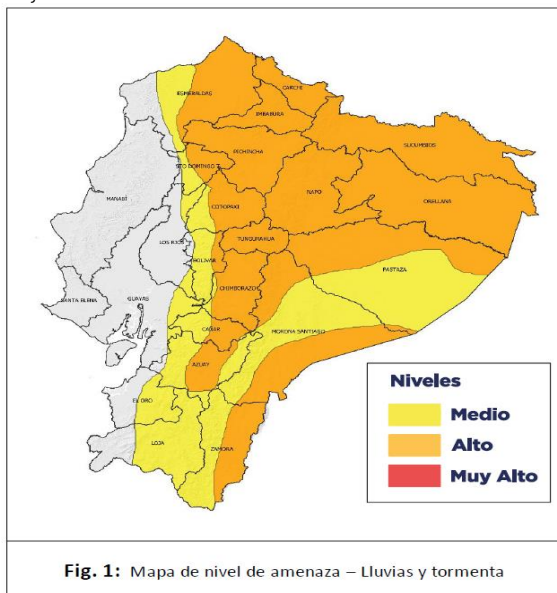 ESMERALDAS
CARCHI
IMBABURA
SUCUMBIOS
PICHINCHA
STO DOMINGO T
MANABÍ
NAPO
ORELLANA
COTOPAXI
LOS RIOS
TUNGURAHUA
BOLIVAR
PASTAZA
CHIMBORAZO
SANTA ELENA
GUAYAS
MORONA SANTIAGO
CAÑAR
AZUAY
EL ORO
LOJA
ZAMORA
Niveles
Medio
Alto
Muy Alto
Fig. 1: Mapa de nivel de amenaza – Lluvias y tormenta